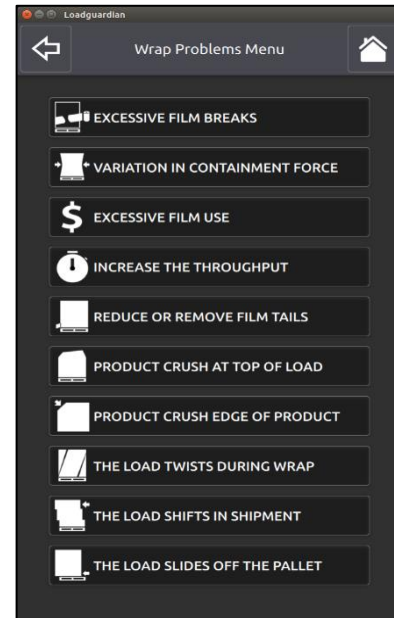 Loadguardian
Wrap Problems Menu
EXCESSIVE FILM BREAKS
VARIATION IN CONTAINMENT FORCE
$ EXCESSIVE FILM USE
INCREASE THE THROUGHPUT
REDUCE OR REMOVE FILM TAILS
PRODUCT CRUSH AT TOP OF LOAD
PRODUCT CRUSH EDGE OF PRODUCT
THE LOAD TWISTS DURING WRAP
THE LOAD SHIFTS IN SHIPMENT
THE LOAD SLIDES OFF THE PALLET